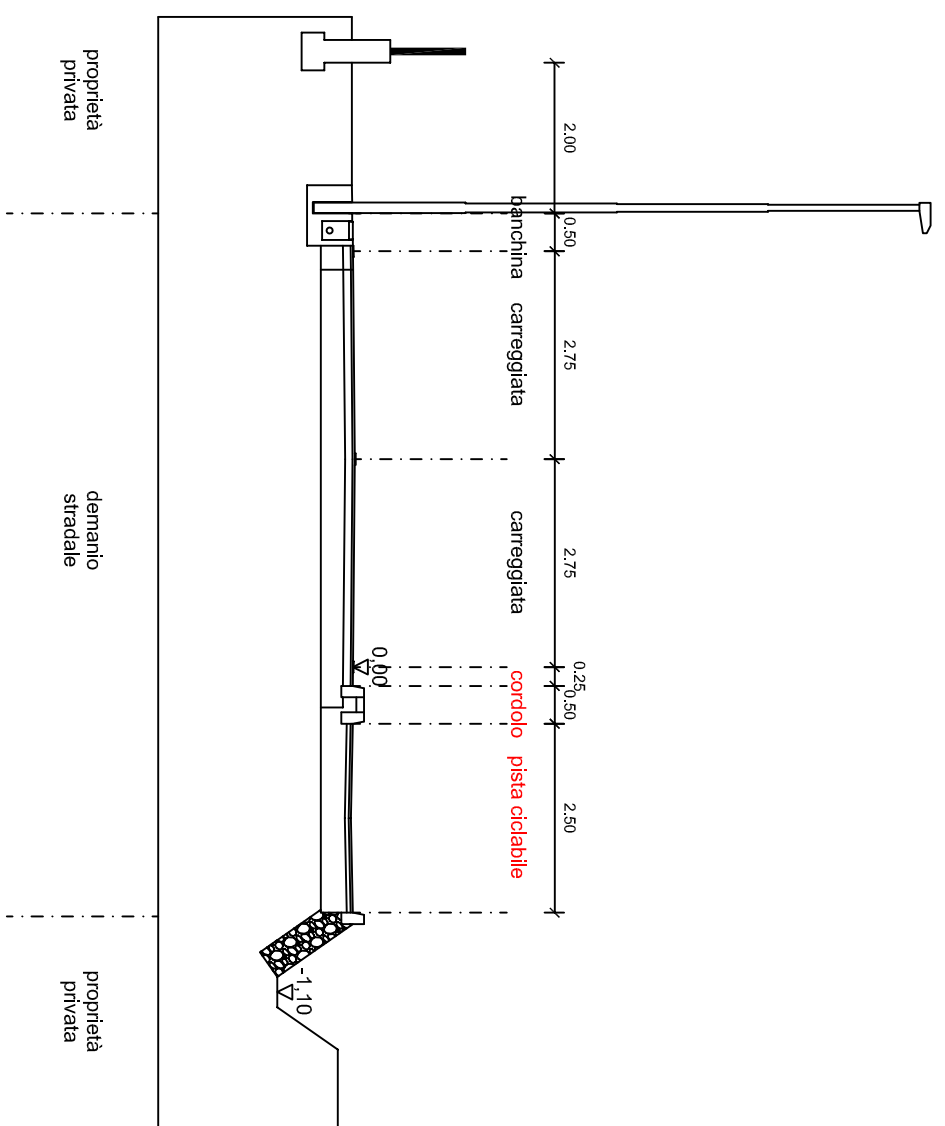 2.00
0.50
2.75
2.75
0.25
0.50
2.50
banchina
carreggiata
carreggiata
cordolo
pista ciclabile
0,00
-1,10
proprietà
privata
demanio
stradale
proprietà
privata